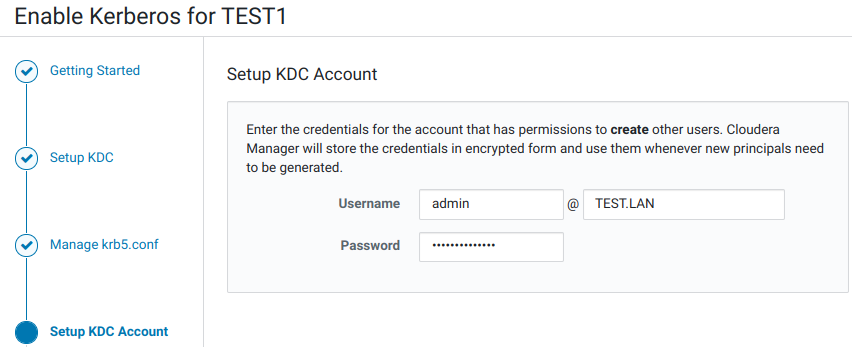 Enable Kerberos for TEST1
Getting Started
Setup KDC
Manage krb5.conf
Setup KDC Account
Setup KDC Account
Enter the credentials for the account that has permissions to create other users. Cloudera
Manager will store the credentials in encrypted form and use them whenever new principals need
to be generated.
Username admin @ TEST.LAN
Password ••••••••••••••